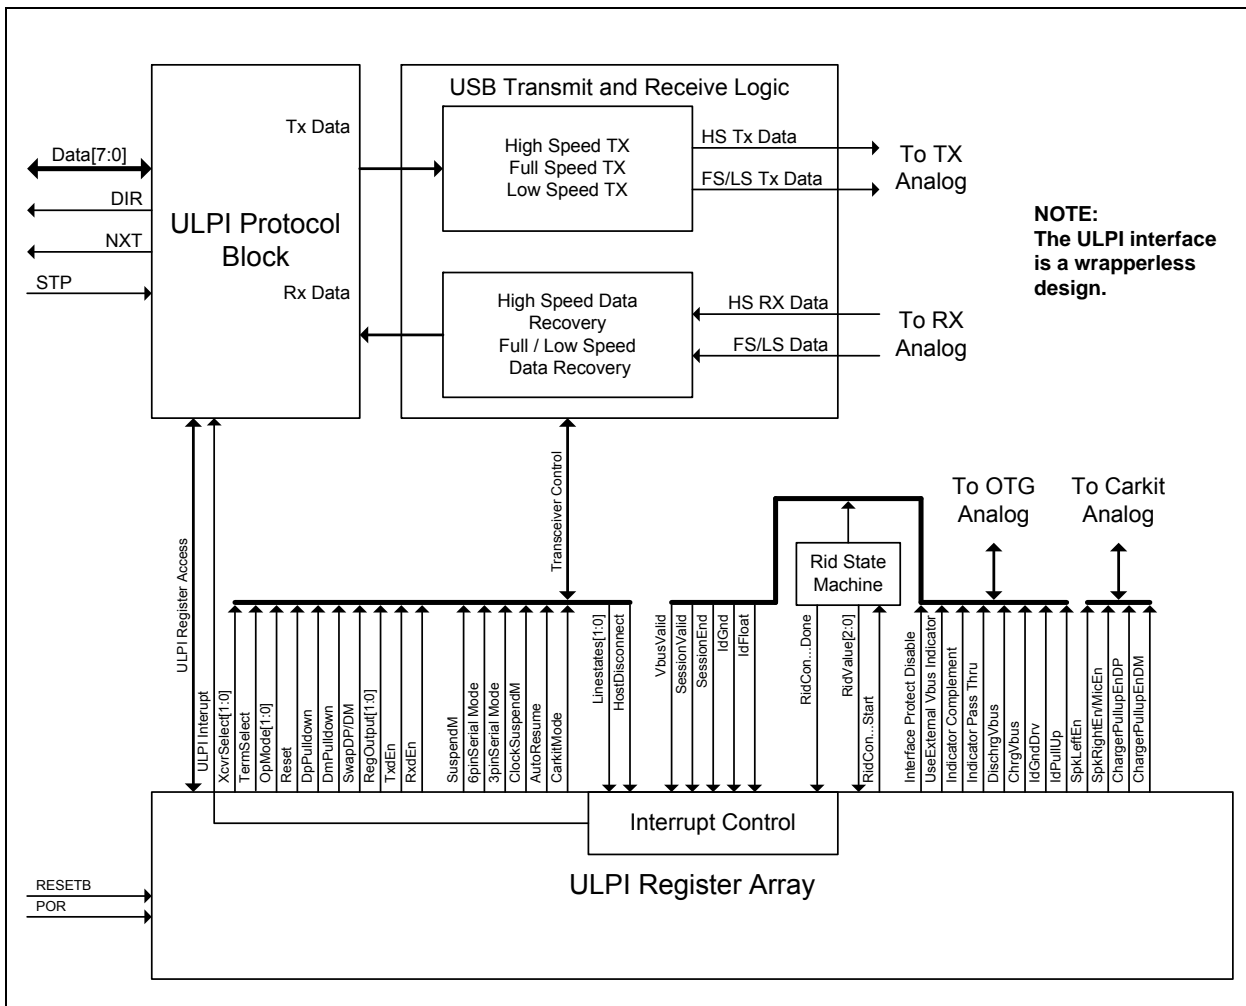 USB Transmit and Receive Logic
Tx Data
High Speed TX
Full Speed TX
Low Speed TX
HS Tx Data
FS/LS Tx Data
To TX
Analog
Data[7:0]
DIR
NXT
STP
ULPI Protocol
Block
Rx Data
High Speed Data
Recovery
Full / Low Speed
Data Recovery
HS RX Data
FS/LS Data
To RX
Analog
NOTE:
The ULPI interface
is a wrapperless
design.
ULPI Register Access
ULPI Interupt
Transceiver Control
To OTG
Analog
To Carkit
Analog
Rid State
Machine
XcvrSelect[1:0]
TermSelect
OpMode[1:0]
Reset
DpPulldown
DmPulldown
SwapDP/DM
RegOutput[1:0]
TxdEn
RxdEn
SuspendM
6pinSerial Mode
3pinSerial Mode
ClockSuspendM
AutoResume
CarkitMode
Linestates[1:0]
HostDisconnect
VbusValid
SessionValid
SessionEnd
IdGnd
IdFloat
RidCon...Done
RidValue[2:0]
RidCon...Start
Interface Protect Disable
UseExternal Vbus Indicator
Indicator Complement
Indicator Pass Thru
DischrgVbus
ChrgVbus
IdGndDrv
IdPullUp
SpkLeftEn
SpkRightEn/MicEn
ChargerPullupEnDP
ChargerPullupEnDM
Interrupt Control
ULPI Register Array
RESETB
POR